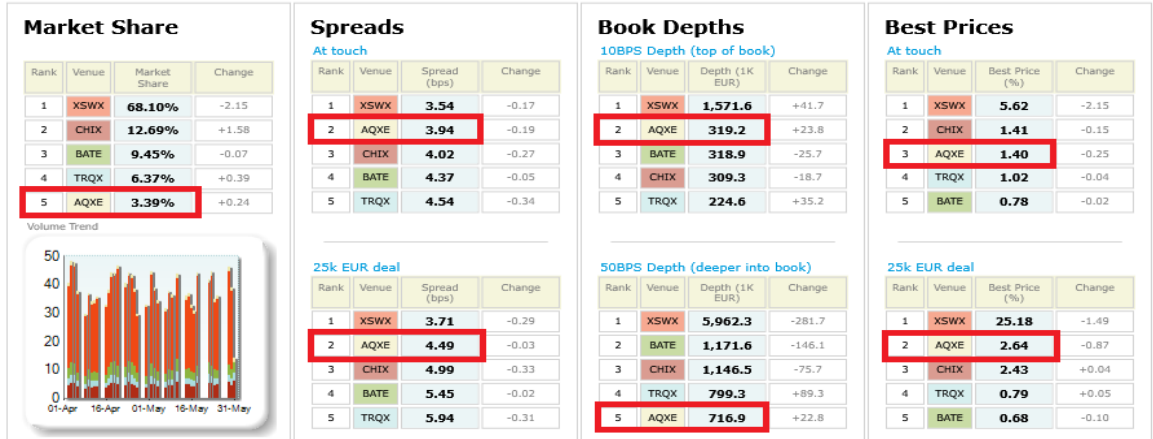 Market Share
Rank Venue Market Share Change
1 XSWX 68.10% -2.15
2 CHIX 12.69% +1.58
3 BATE 9.45% -0.07
4 TRQX 6.37% +0.39
5 AQXE 3.39% +0.24
Volume Trend
50
40
30
20
10
0
01-Apr 16-Apr 01-May 16-May 31-May
Spreads
At touch
Rank Venue Spread (bps) Change
1 XSWX 3.54 -0.17
2 AQXE 3.94 -0.19
3 CHIX 4.02 -0.27
4 BATE 4.37 -0.05
5 TRQX 4.54 -0.34
25k EUR deal
Rank Venue Spread (bps) Change
1 XSWX 3.71 -0.29
2 AQXE 4.49 -0.03
3 CHIX 4.99 -0.33
4 BATE 5.45 -0.02
5 TRQX 5.94 -0.31
Book Depths
10BPS Depth (top of book)
Rank Venue Depth (1K EUR) Change
1 XSWX 1,571.6 +41.7
2 AQXE 319.2 +23.8
3 BATE 318.9 -25.7
4 CHIX 309.3 -18.7
5 TRQX 224.6 +35.2
50BPS Depth (deeper into book)
Rank Venue Depth (1K EUR) Change
1 XSWX 5,962.3 -281.7
2 BATE 1,171.6 -146.1
3 CHIX 1,146.5 -75.7
4 TRQX 799.3 +89.3
5 AQXE 716.9 +22.8
Best Prices
At touch
Rank Venue Best Price (%) Change
1 XSWX 5.62 -2.15
2 CHIX 1.41 -0.15
3 AQXE 1.40 -0.25
4 TRQX 1.02 -0.04
5 BATE 0.78 -0.02
25k EUR deal
Rank Venue Best Price (%) Change
1 XSWX 25.18 -1.49
2 AQXE 2.64 -0.87
3 CHIX 2.43 +0.04
4 TRQX 0.79 +0.05
5 BATE 0.68 -0.10